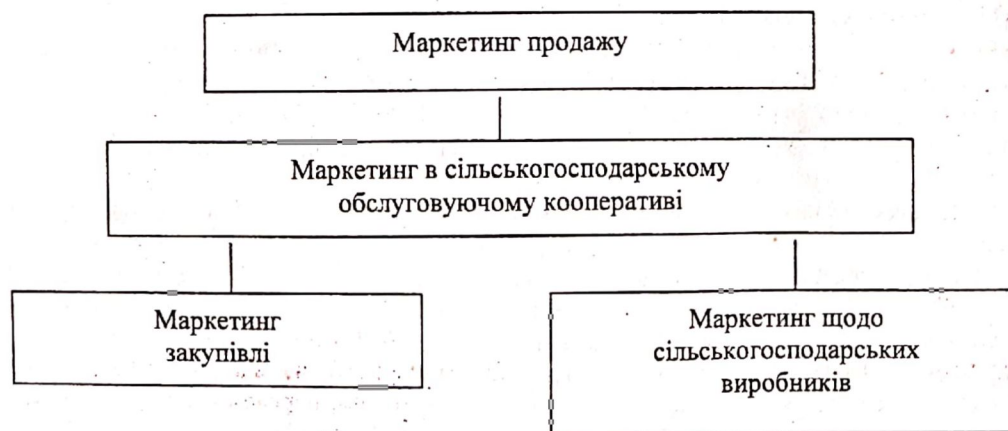 Маркетинг продажу
Маркетинг в сільськогосподарському
обслуговуючому кооперативі
Маркетинг
закупівлі
Маркетинг щодо
сільськогосподарських
виробників